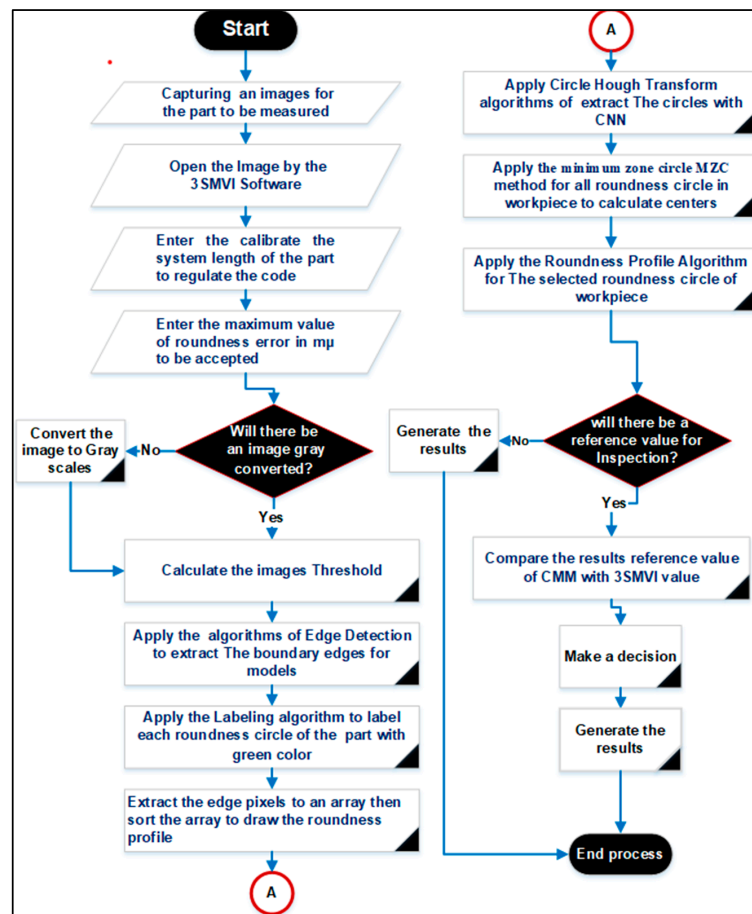 Start
Capturing an images for
the part to be measured
Open the Image by the
3SMVI Software
Enter the calibrate the
system length of the part
to regulate the code
Enter the maximum value
of roundness error in mµ
to be accepted
Will there be
an image gray
converted?
No
Convert the
image to Gray
scales
Yes
Calculate the images Threshold
Apply the algorithms of Edge Detection
to extract The boundary edges for
models
Apply the Labeling algorithm to label
each roundness circle of the part with
green color
Extract the edge pixels to an array then
sort the array to draw the roundness
profile
A
A
Apply Circle Hough Transform
algorithms of extract The circles with
CNN
Apply the minimum zone circle MZC
method for all roundness circle in
workpiece to calculate centers
Apply the Roundness Profile Algorithm
for The selected roundness circle of
workpiece
will there be a
reference value for
Inspection?
No
Generate the
results
Yes
Compare the results reference value
of CMM with 3SMVI value
Make a decision
Generate the
results
End process